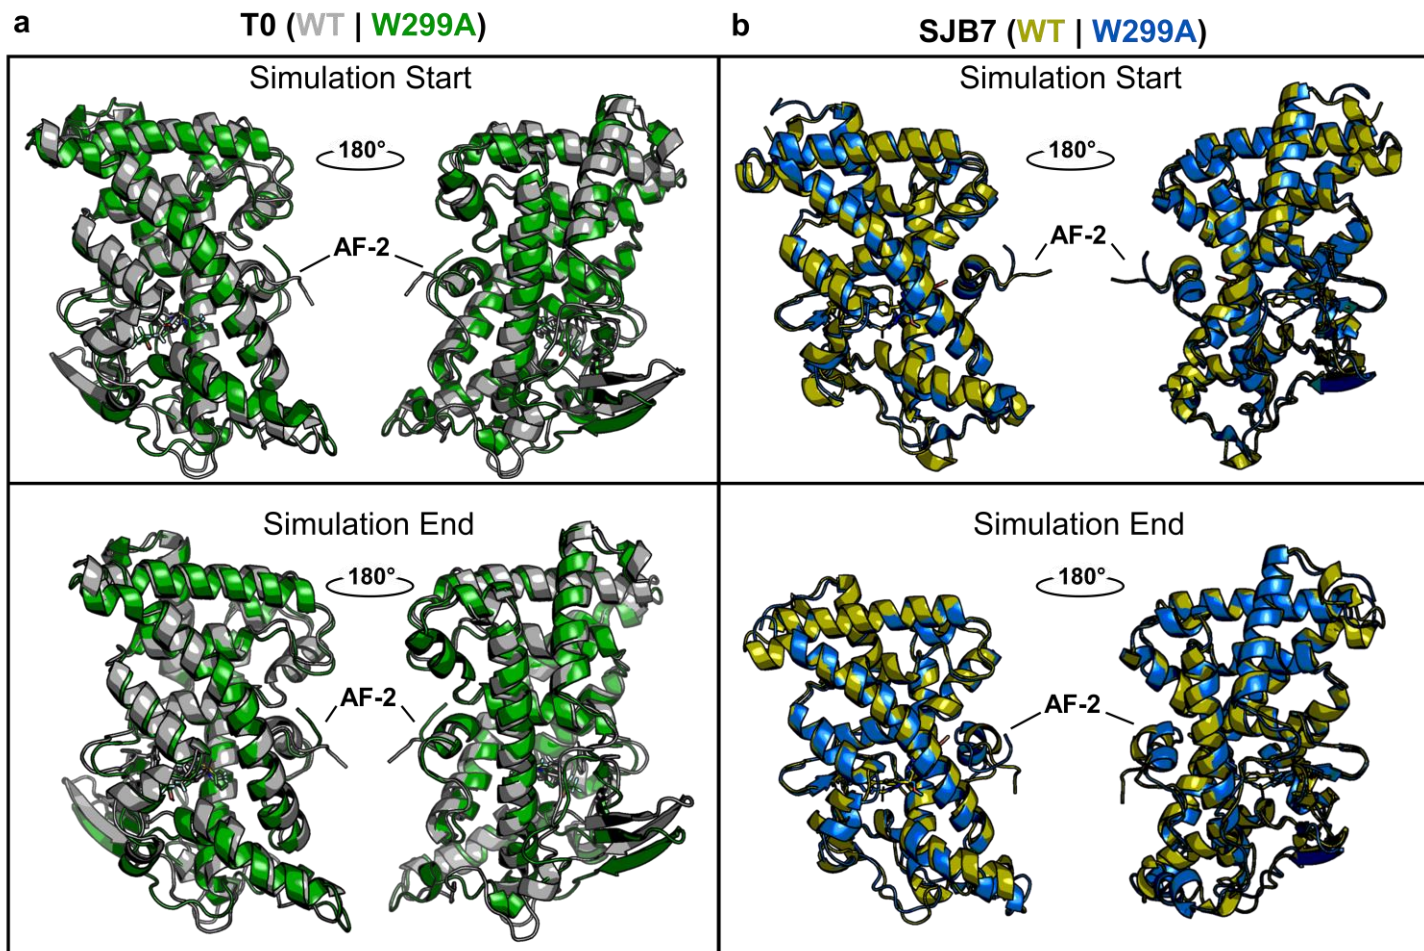 a
T0 (WT | W299A)
Simulation Start
180°
AF-2
Simulation End
180°
AF-2
b
SJB7 (WT | W299A)
Simulation Start
180°
AF-2
Simulation End
180°
AF-2